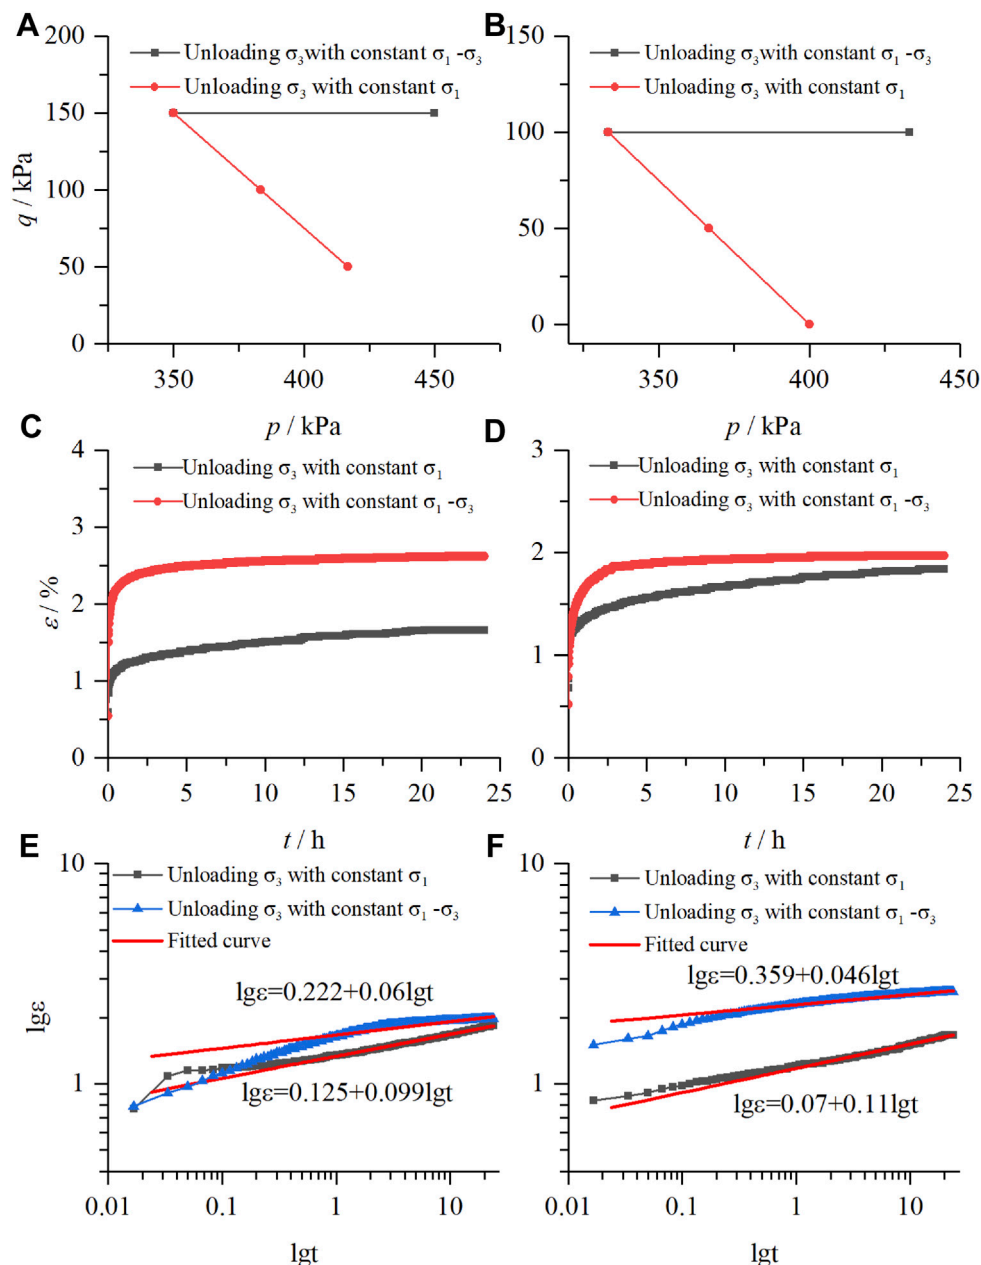 A
200
150
100
50
0
q / kPa
Unloading σ₃with constant σ₁ -σ₃
Unloading σ₃ with constant σ₁
350
400
450
p / kPa
B
150
100
50
0
Unloading σ₃with constant σ₁ -σ₃
Unloading σ₃ with constant σ₁
350
400
450
p / kPa
C
4
3
2
1
0
ε / %
Unloading σ₃ with constant σ₁
Unloading σ₃ with constant σ₁ -σ₃
0
5
10
15
20
25
t / h
D
3
2
1
0
Unloading σ₃ with constant σ₁
Unloading σ₃ with constant σ₁ -σ₃
0
5
10
15
20
25
t / h
E
10
1
lgε
Unloading σ₃ with constant σ₁
Unloading σ₃ with constant σ₁ -σ₃
Fitted curve
lgε=0.222+0.06lgt
lgε=0.125+0.099lgt
0.01
0.1
1
10
lgt
F
10
1
Unloading σ₃ with constant σ₁
Unloading σ₃ with constant σ₁ -σ₃
Fitted curve
lgε=0.359+0.046lgt
lgε=0.07+0.11lgt
0.01
0.1
1
10
lgt